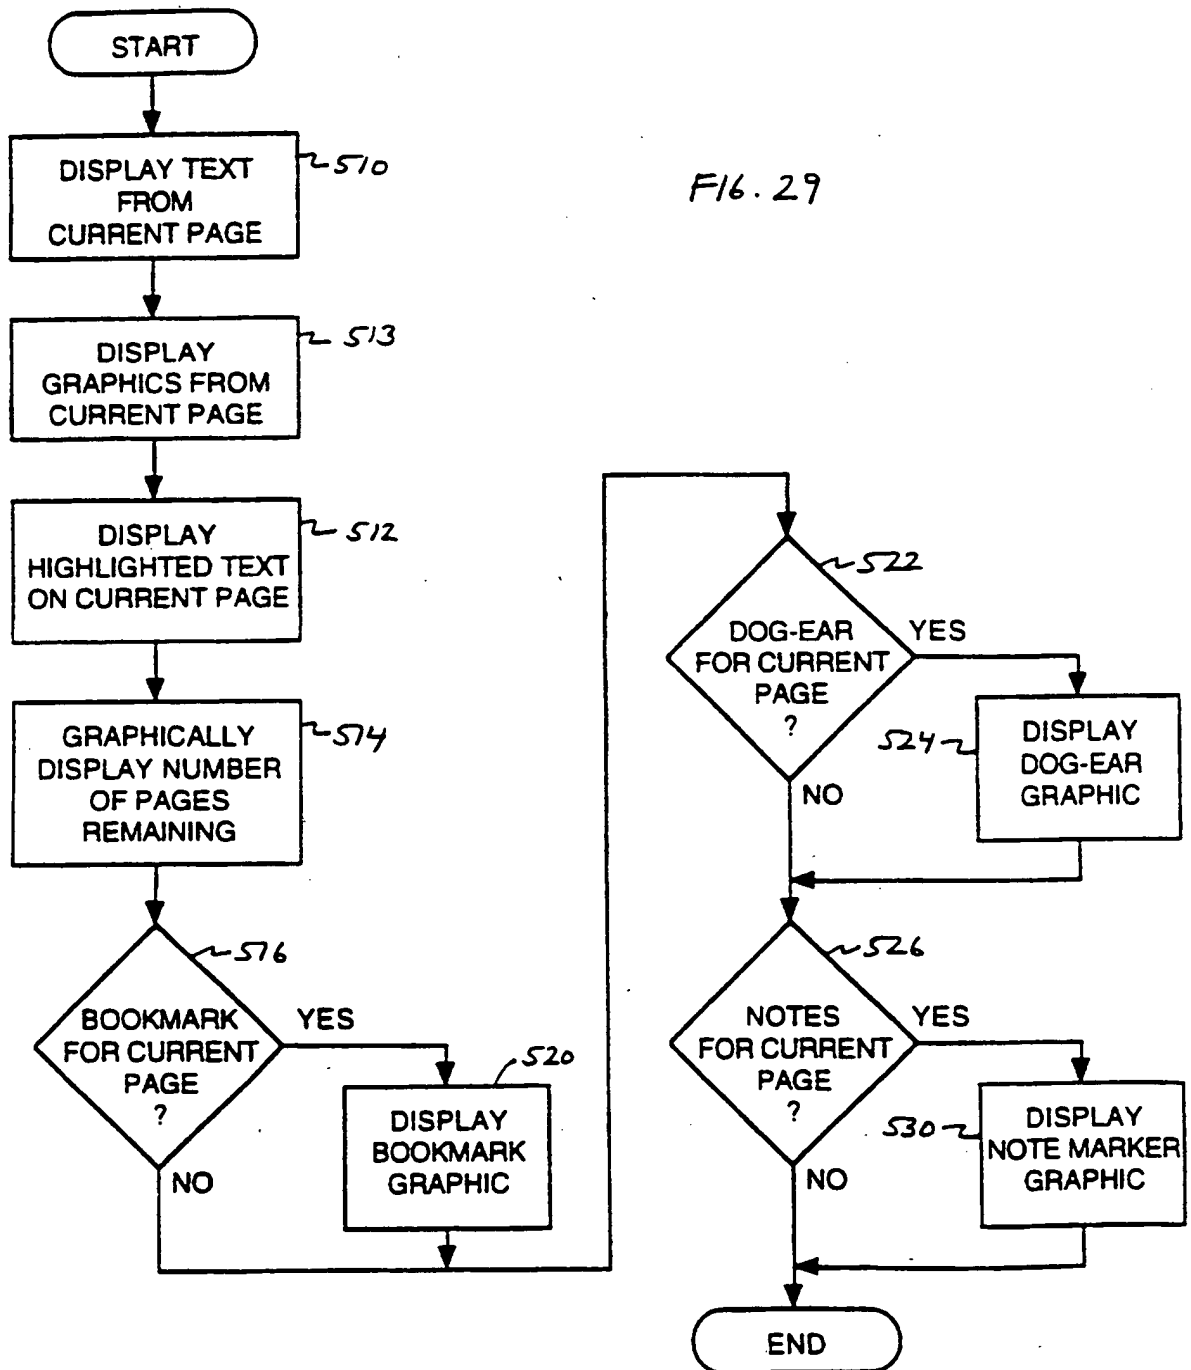 START
DISPLAY TEXT
FROM
CURRENT PAGE
510
FIG. 29
DISPLAY
GRAPHICS FROM
CURRENT PAGE
513
DISPLAY
HIGHLIGHTED TEXT
ON CURRENT PAGE
512
GRAPHICALLY
DISPLAY NUMBER
OF PAGES
REMAINING
514
BOOKMARK
FOR CURRENT
PAGE
?
516
YES
NO
520
DISPLAY
BOOKMARK
GRAPHIC
522
DOG-EAR
FOR CURRENT
PAGE
?
YES
NO
524
DISPLAY
DOG-EAR
GRAPHIC
526
NOTES
FOR CURRENT
PAGE
?
YES
NO
530
DISPLAY
NOTE MARKER
GRAPHIC
END